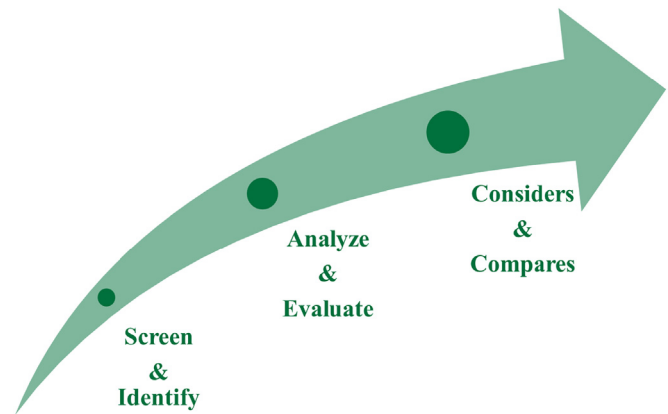 Screen
&
Identify
Analyze
&
Evaluate
Considers
&
Compares